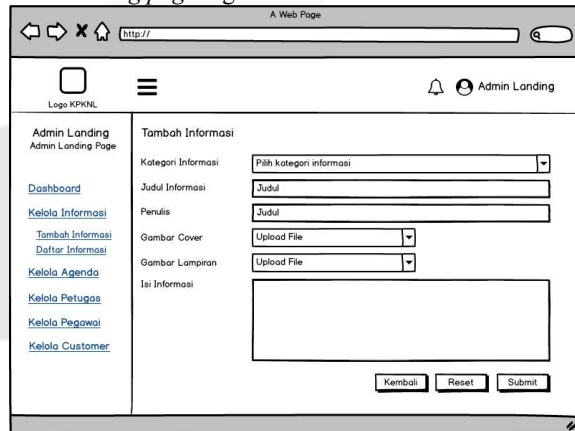 A Web Page
http://
Logo KPKNL
Admin Landing
Admin Landing
Admin Landing Page
Dashboard
Kelola Informasi
Tambah Informasi
Daftar Informasi
Kelola Agenda
Kelola Petugas
Kelola Pegawai
Kelola Customer
Tambah Informasi
Kategori Informasi
Pilih kategori informasi
Judul Informasi
Judul
Penulis
Judul
Gambar Cover
Upload File
Gambar Lampiran
Upload File
Isi Informasi
Kembali
Reset
Submit